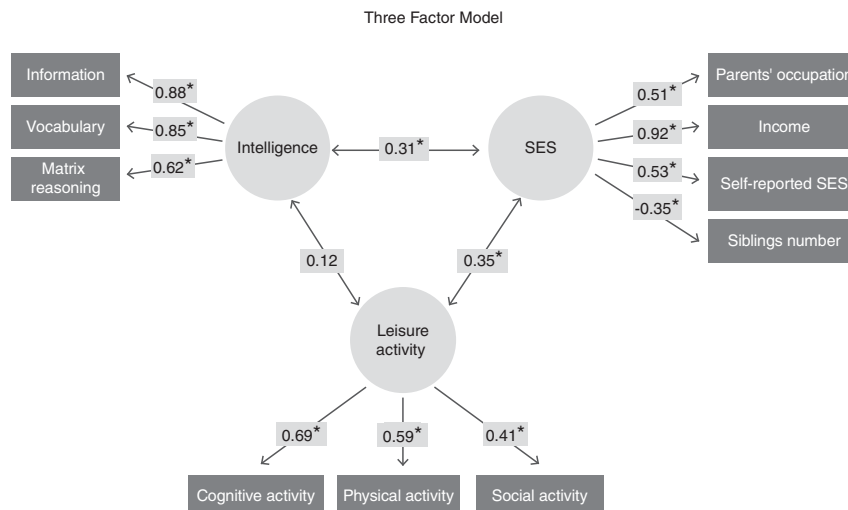 Three Factor Model
Information
0.88*
Vocabulary
0.85*
Matrix
reasoning
0.62*
Intelligence
0.31*
SES
0.51*
Parents' occupation
0.92*
Income
0.53*
Self-reported SES
-0.35*
Siblings number
0.12
0.35*
Leisure
activity
0.69*
0.59*
0.41*
Cognitive activity
Physical activity
Social activity